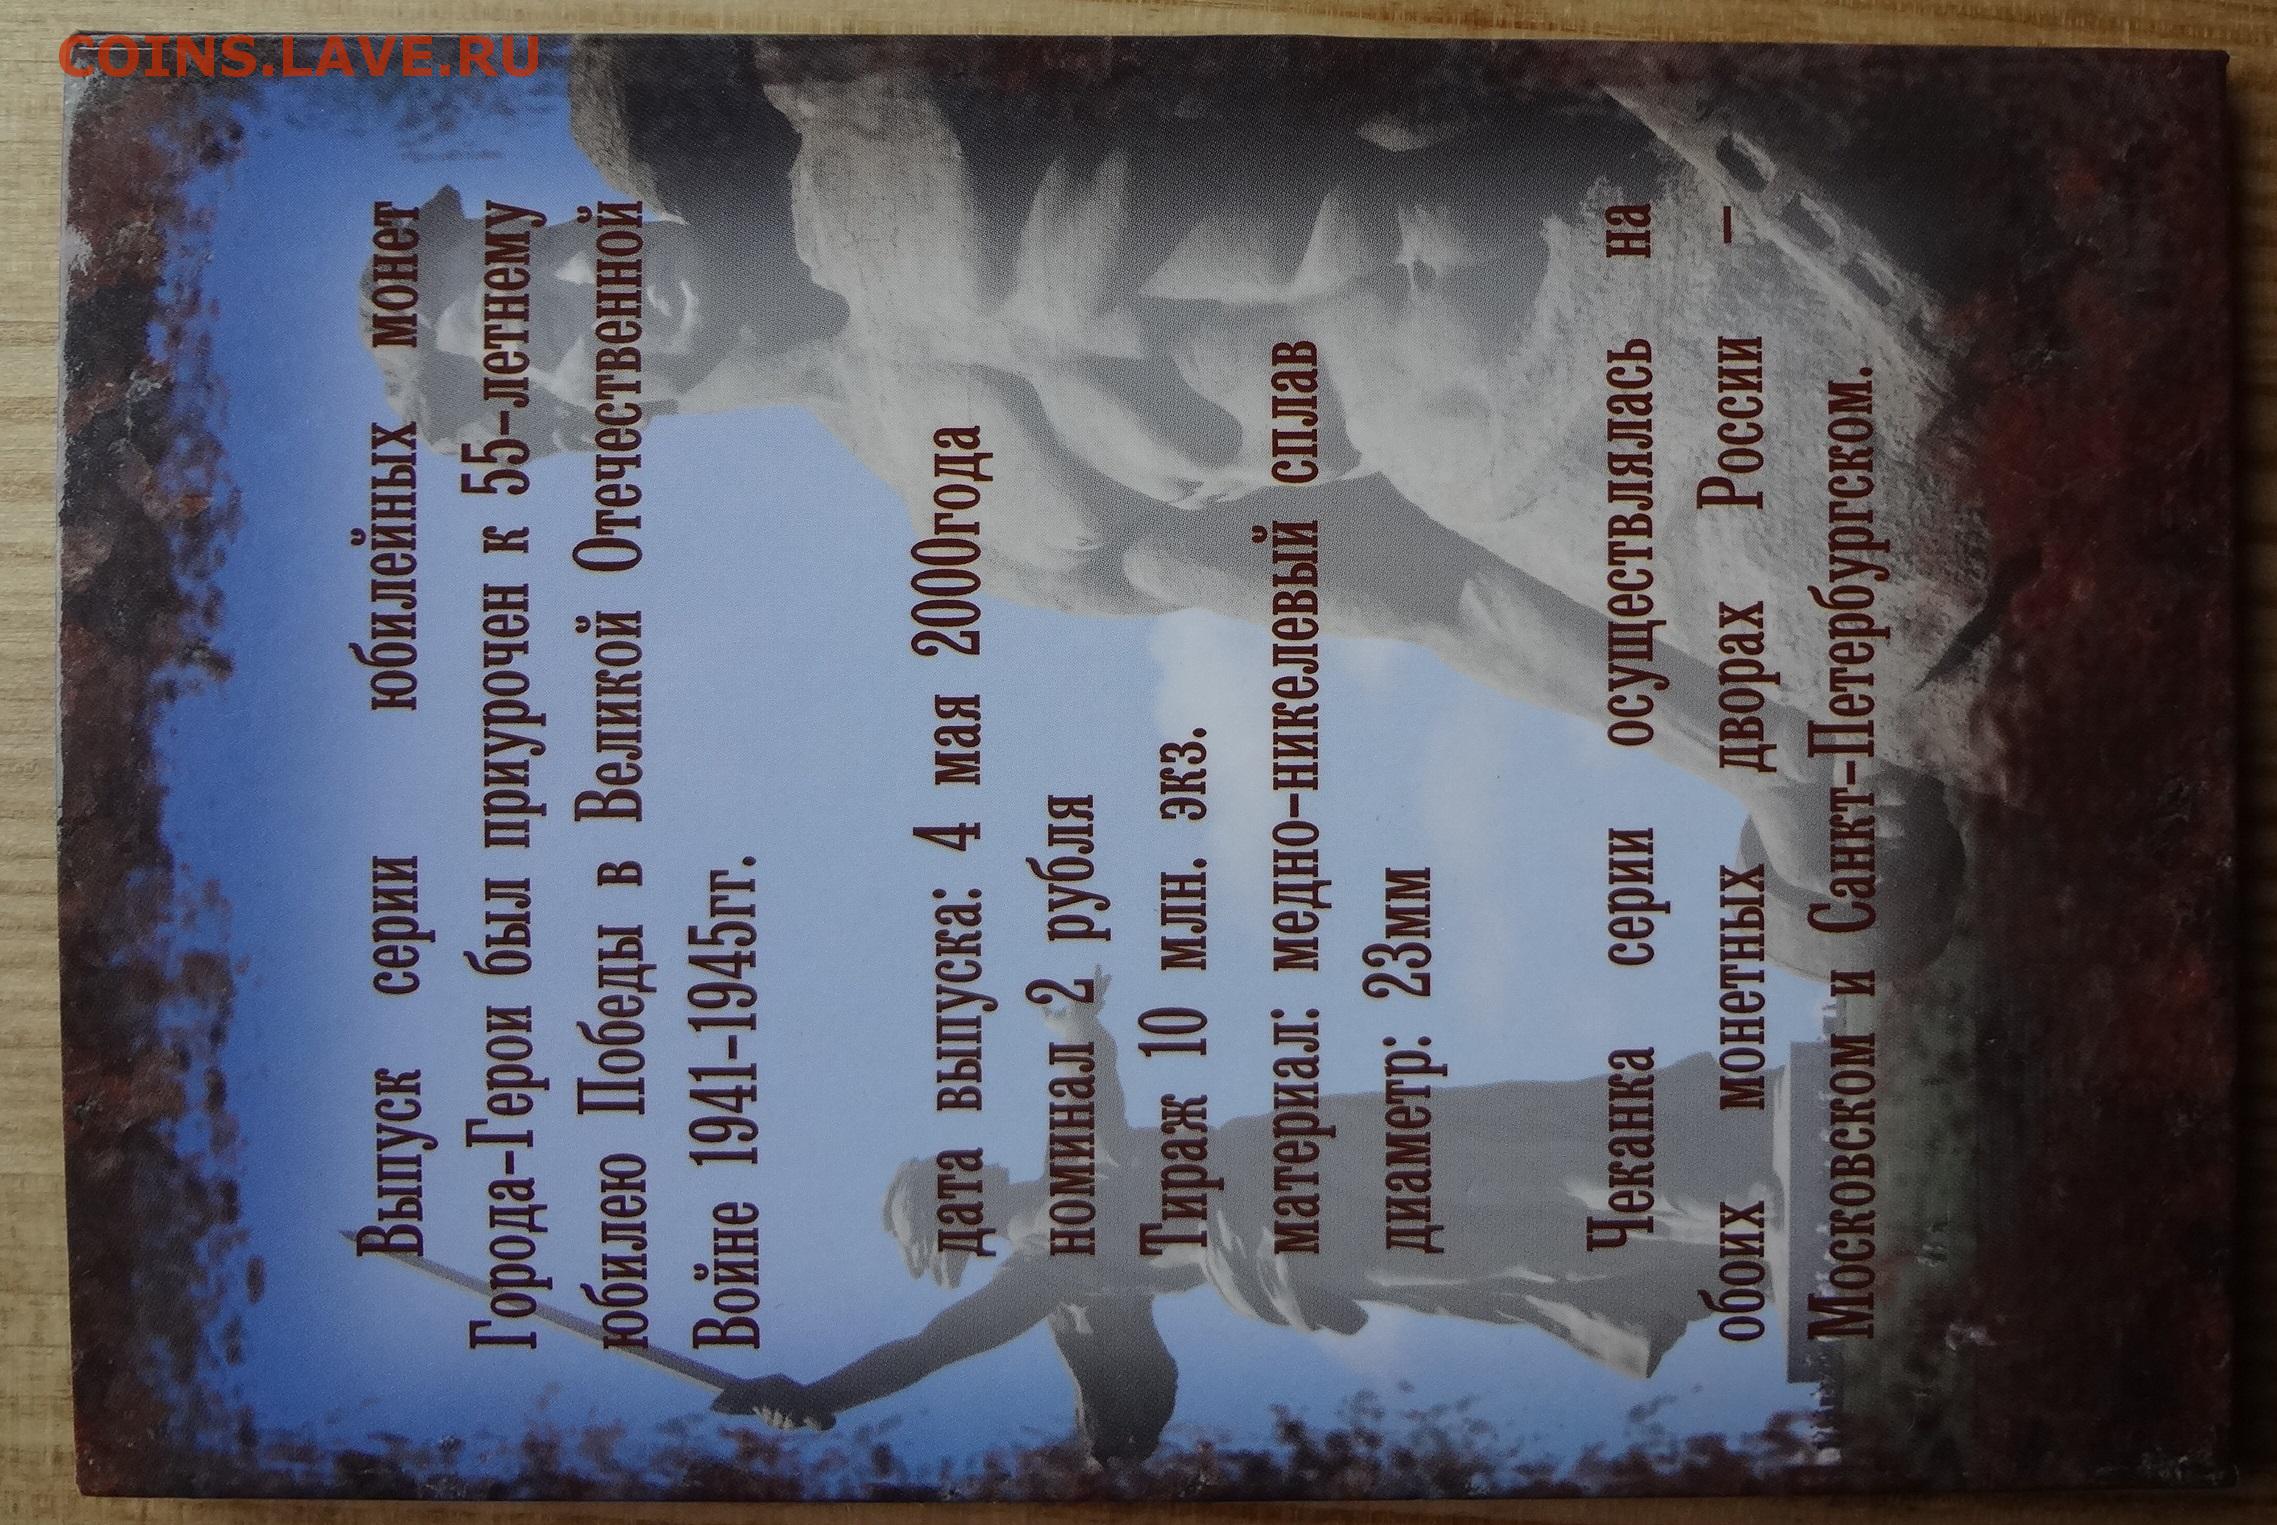 COINS.LAVE.RU
Выпуск серии юбилейных монет
Города-Герои был приурочен к 55-летнему
юбилею Победы в Великой Отечественной
Войне 1941-1945гг.
дата выпуска: 4 мая 2000года
номинал 2 рубля
Тираж 10 млн. экз.
материал: медно-никелевый сплав
диаметр: 23мм
Чеканка серии осуществлялась на
обоих монетных дворах России –
Московском и Санкт-Петербургском.